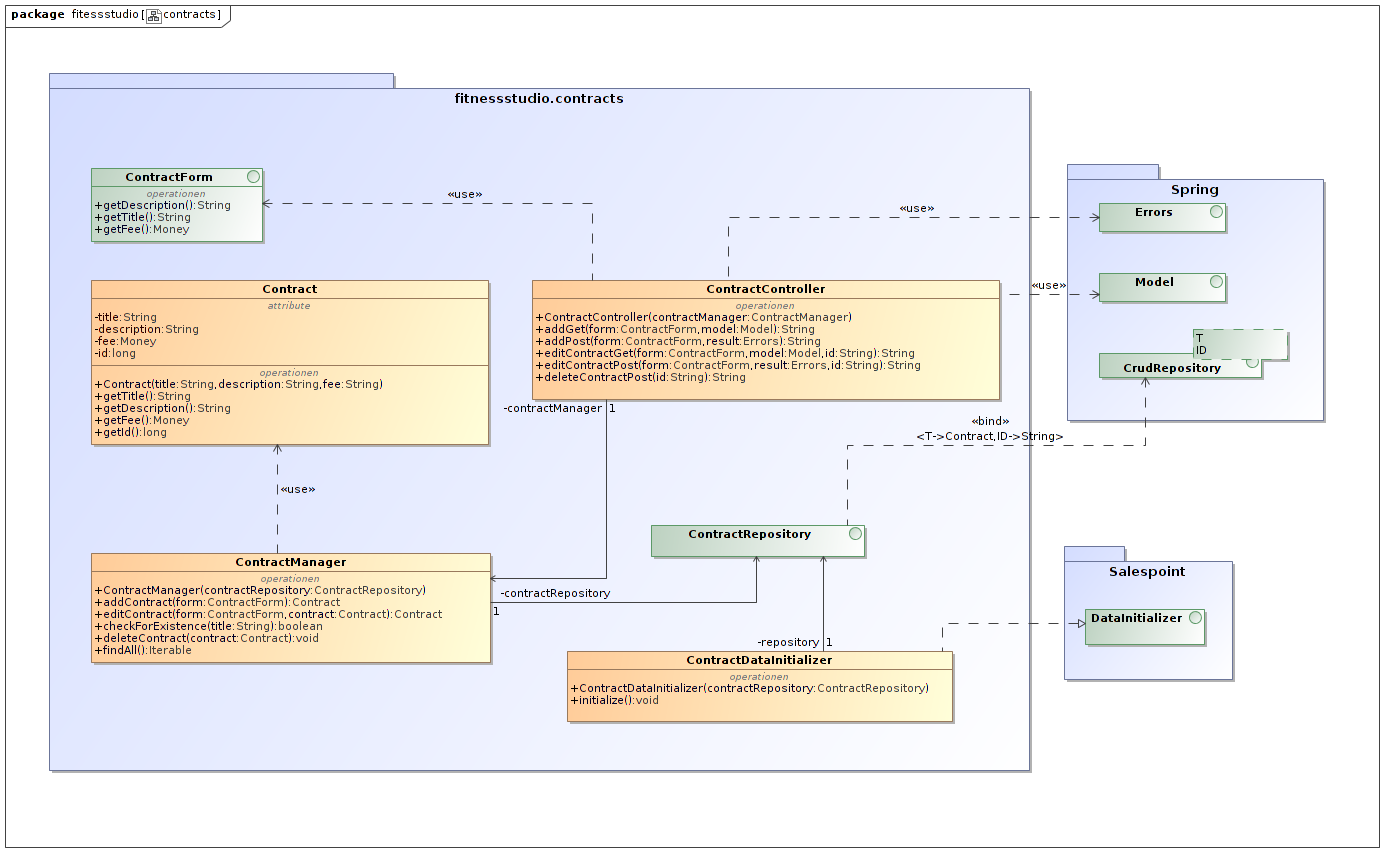 package fitessstudio[contracts]
fitnessstudio.contracts
ContractForm
operationen
+getDescription():String
+getTitle():String
+getFee():Money
«use»
«use»
Spring
Errors
Model
«use»
T
ID
CrudRepository
Contract
attribute
-title:String
-description:String
-fee:Money
-id:long
operationen
+Contract(title:String,description:String,fee:String)
+getTitle():String
+getDescription():String
+getFee():Money
+getId():long
ContractController
operationen
+ContractController(contractManager:ContractManager)
+addGet(form:ContractForm,model:Model):String
+addPost(form:ContractForm,result:Errors):String
+editContractGet(form:ContractForm,model:Model,id:String):String
+editContractPost(form:ContractForm,result:Errors,id:String):String
+deleteContractPost(id:String):String
-contractManager 1
«bind»
<T->Contract,ID->String>
«use»
ContractRepository
ContractManager
operationen
+ContractManager(contractRepository:ContractRepository)
+addContract(form:ContractForm):Contract
+editContract(form:ContractForm,contract:Contract):Contract
+checkForExistence(title:String):boolean
+deleteContract(contract:Contract):void
+findAll():Iterable
-contractRepository
1
Salespoint
DataInitializer
-repository 1
ContractDataInitializer
operationen
+ContractDataInitializer(contractRepository:ContractRepository)
+initialize():void